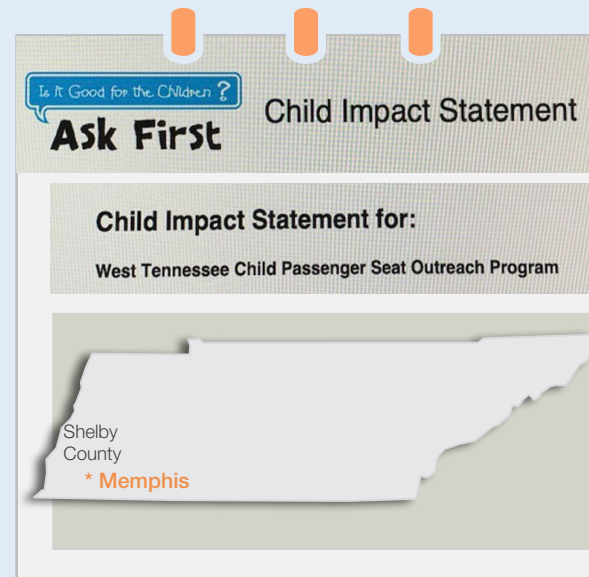 Is It Good for the Children?
Ask First
Child Impact Statement
Child Impact Statement for:
West Tennessee Child Passenger Seat Outreach Program
Shelby
County
* Memphis